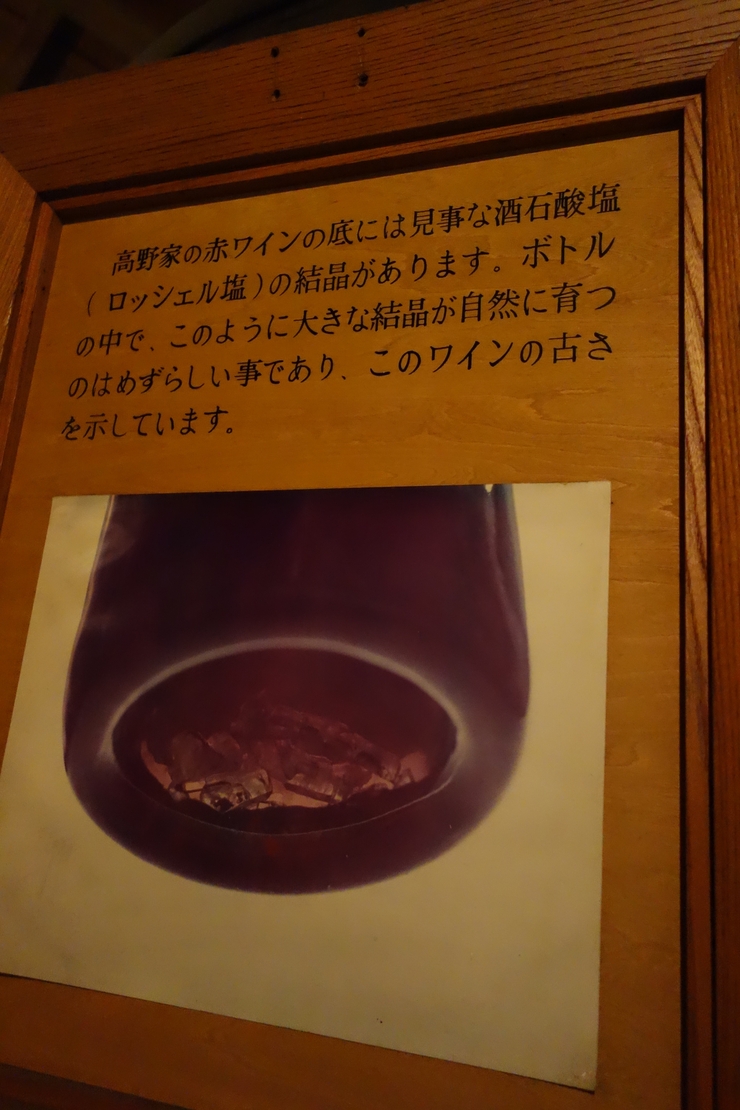 高野家の赤ワインの底には見事な酒石酸塩
(ロッシェル塩)の結晶があります。ボトル
の中で、このように大きな結晶が自然に育つ
のはめずらしい事であり、このワインの古さ
を示しています。